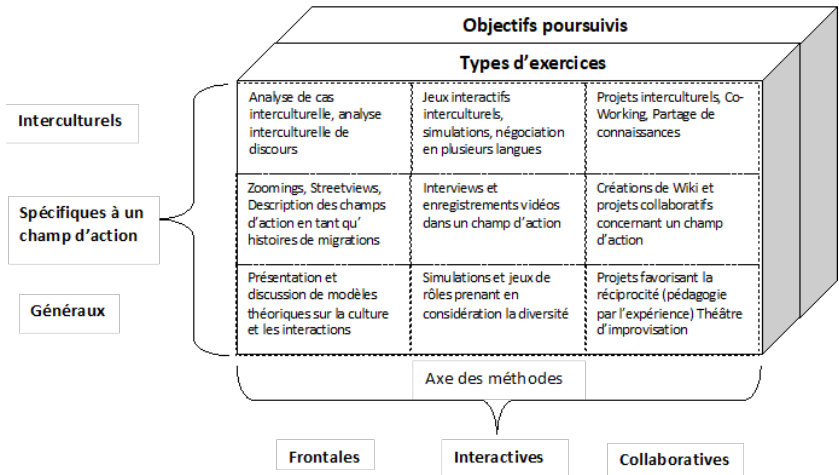 Objectifs poursuivis
Types d'exercices
Interculturels
Analyse de cas
interculturelle, analyse
interculturelle de
discours
Jeux interactifs
interculturels,
simulations, négociation
en plusieurs langues
Projets interculturels, Co-
Working, Partage de
connaissances
Spécifiques à un
champ d'action
Zoomings, Streetviews,
Description des champs
d'action en tant qu'
histoires de migrations
Interviews et
enregistrements vidéos
dans un champ d'action
Créations de Wiki et
projets collaboratifs
concernant un champ
d'action
Généraux
Présentation et
discussion de modèles
théoriques sur la culture
et les interactions
Simulations et jeux de
rôles prenant en
considération la diversité
Projets favorisant la
réciprocité (pédagogie
par l'expérience) Théâtre
d'improvisation
Axe des méthodes
Frontales
Interactives
Collaboratives